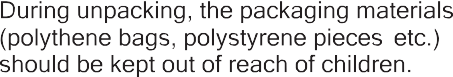 During unpacking, the packaging materials
(polythene bags, polystyrene pieces  etc.)
should be kept out of reach of children.